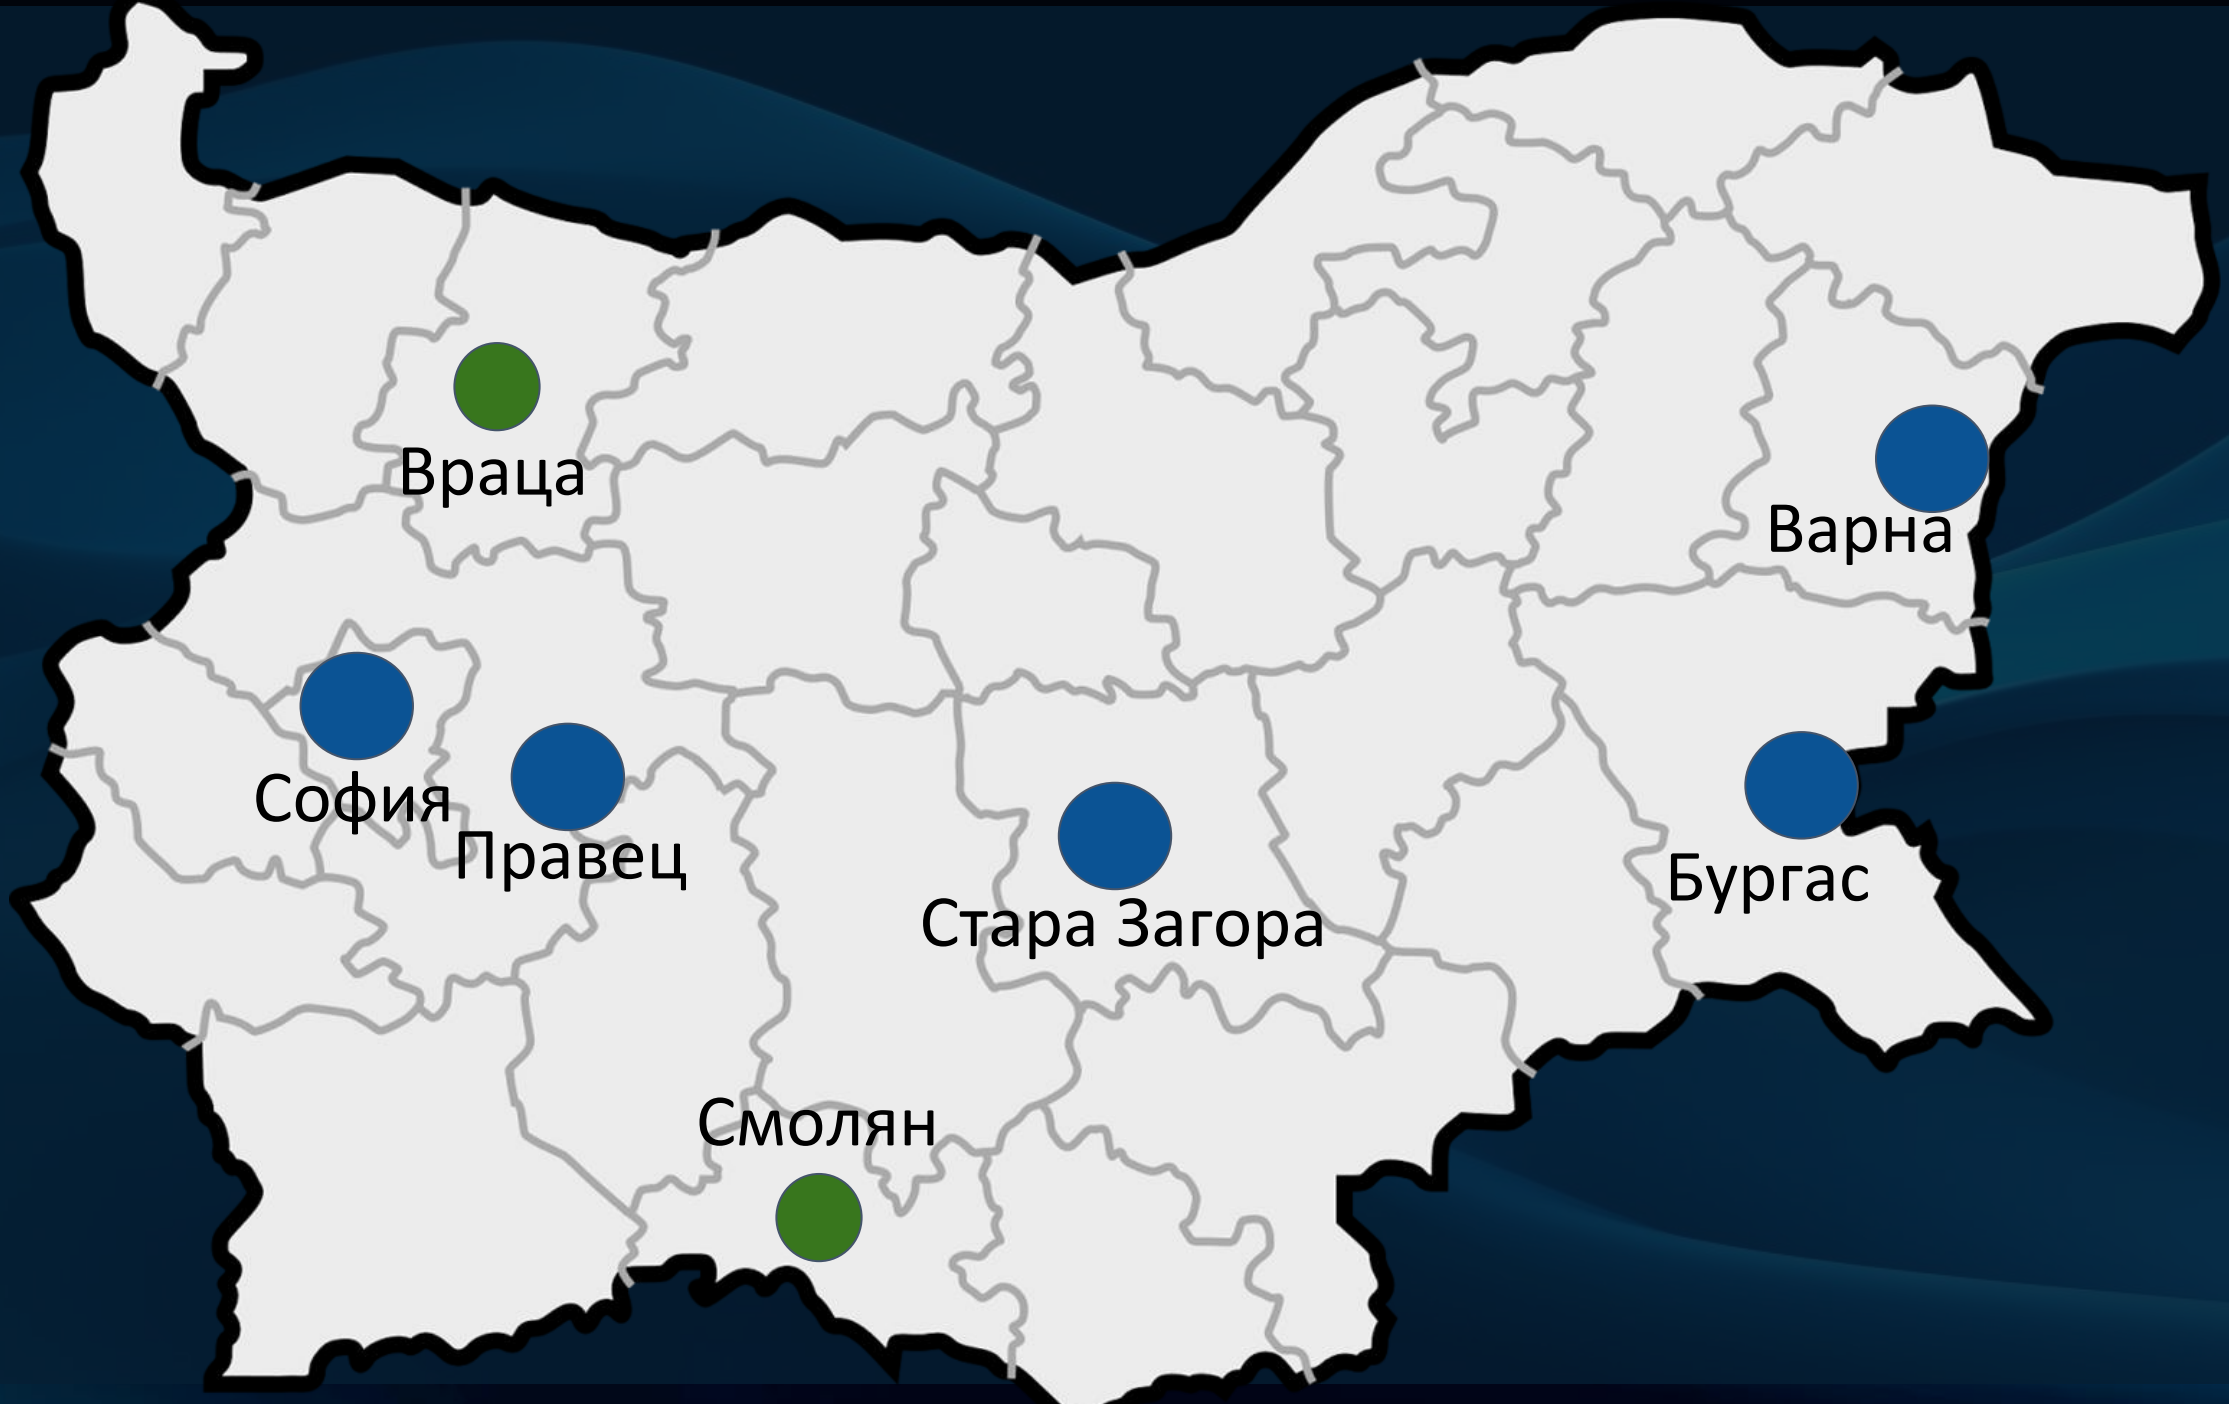 Враца
Варна
София
Правец
Стара Загора
Бургас
Смолян